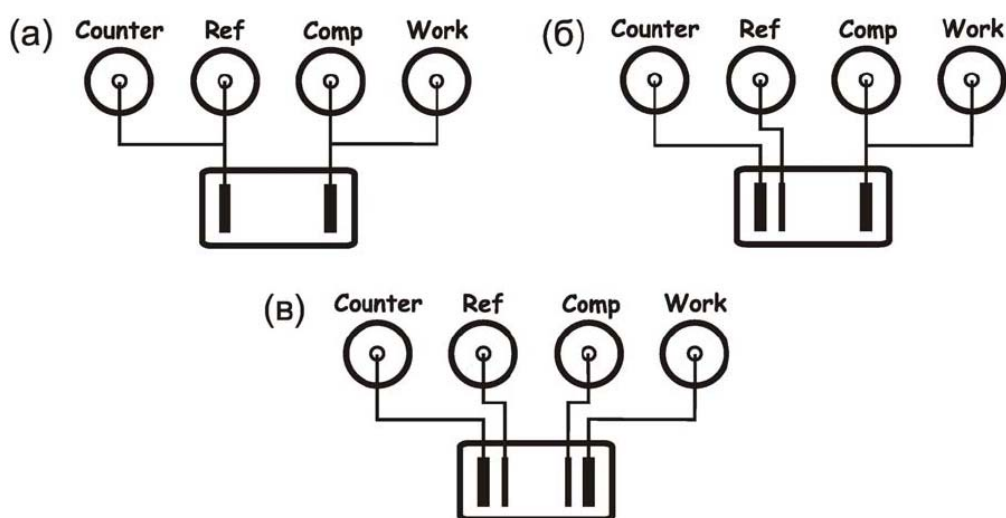 (а) Counter Ref Comp Work
(б) Counter Ref Comp Work
(в) Counter Ref Comp Work